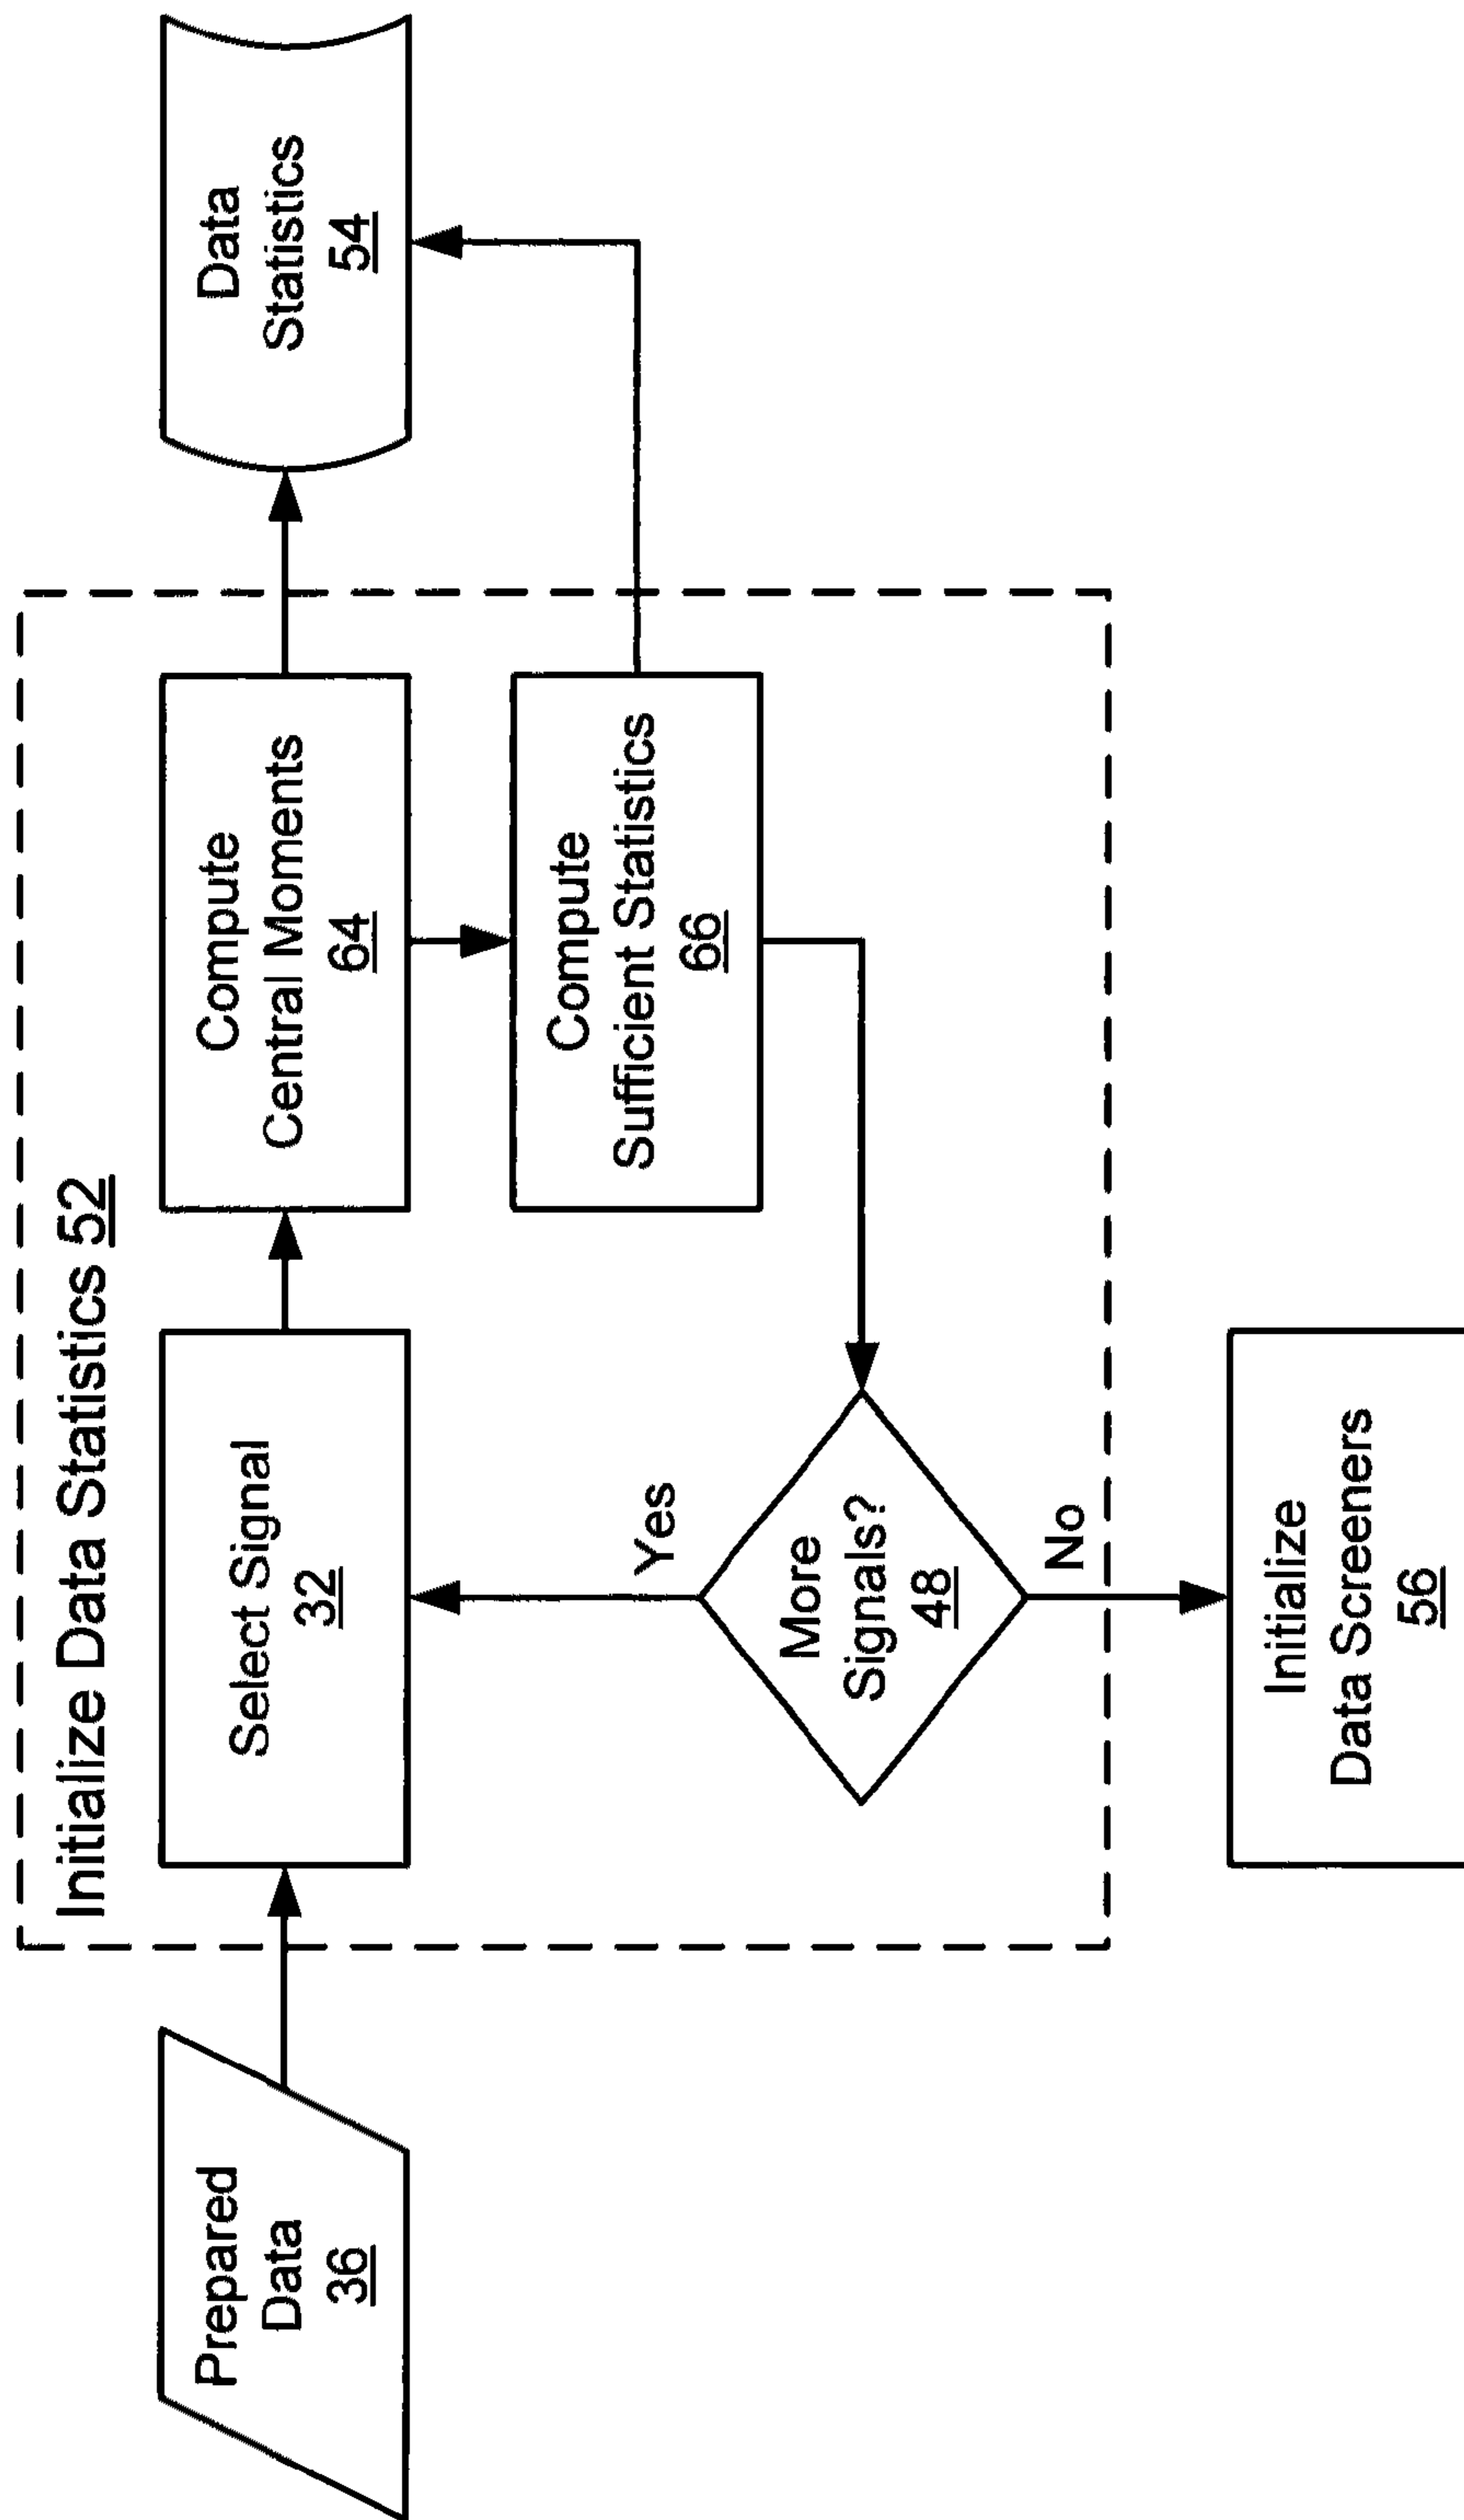 Initialize Data Statistics 52
Prepared
Data
36
Select Signal
32
Compute
Central Moments
64
Data
Statistics
54
Compute
Sufficient Statistics
66
Yes
More
Signals?
48
No
Initialize
Data Screeners
56